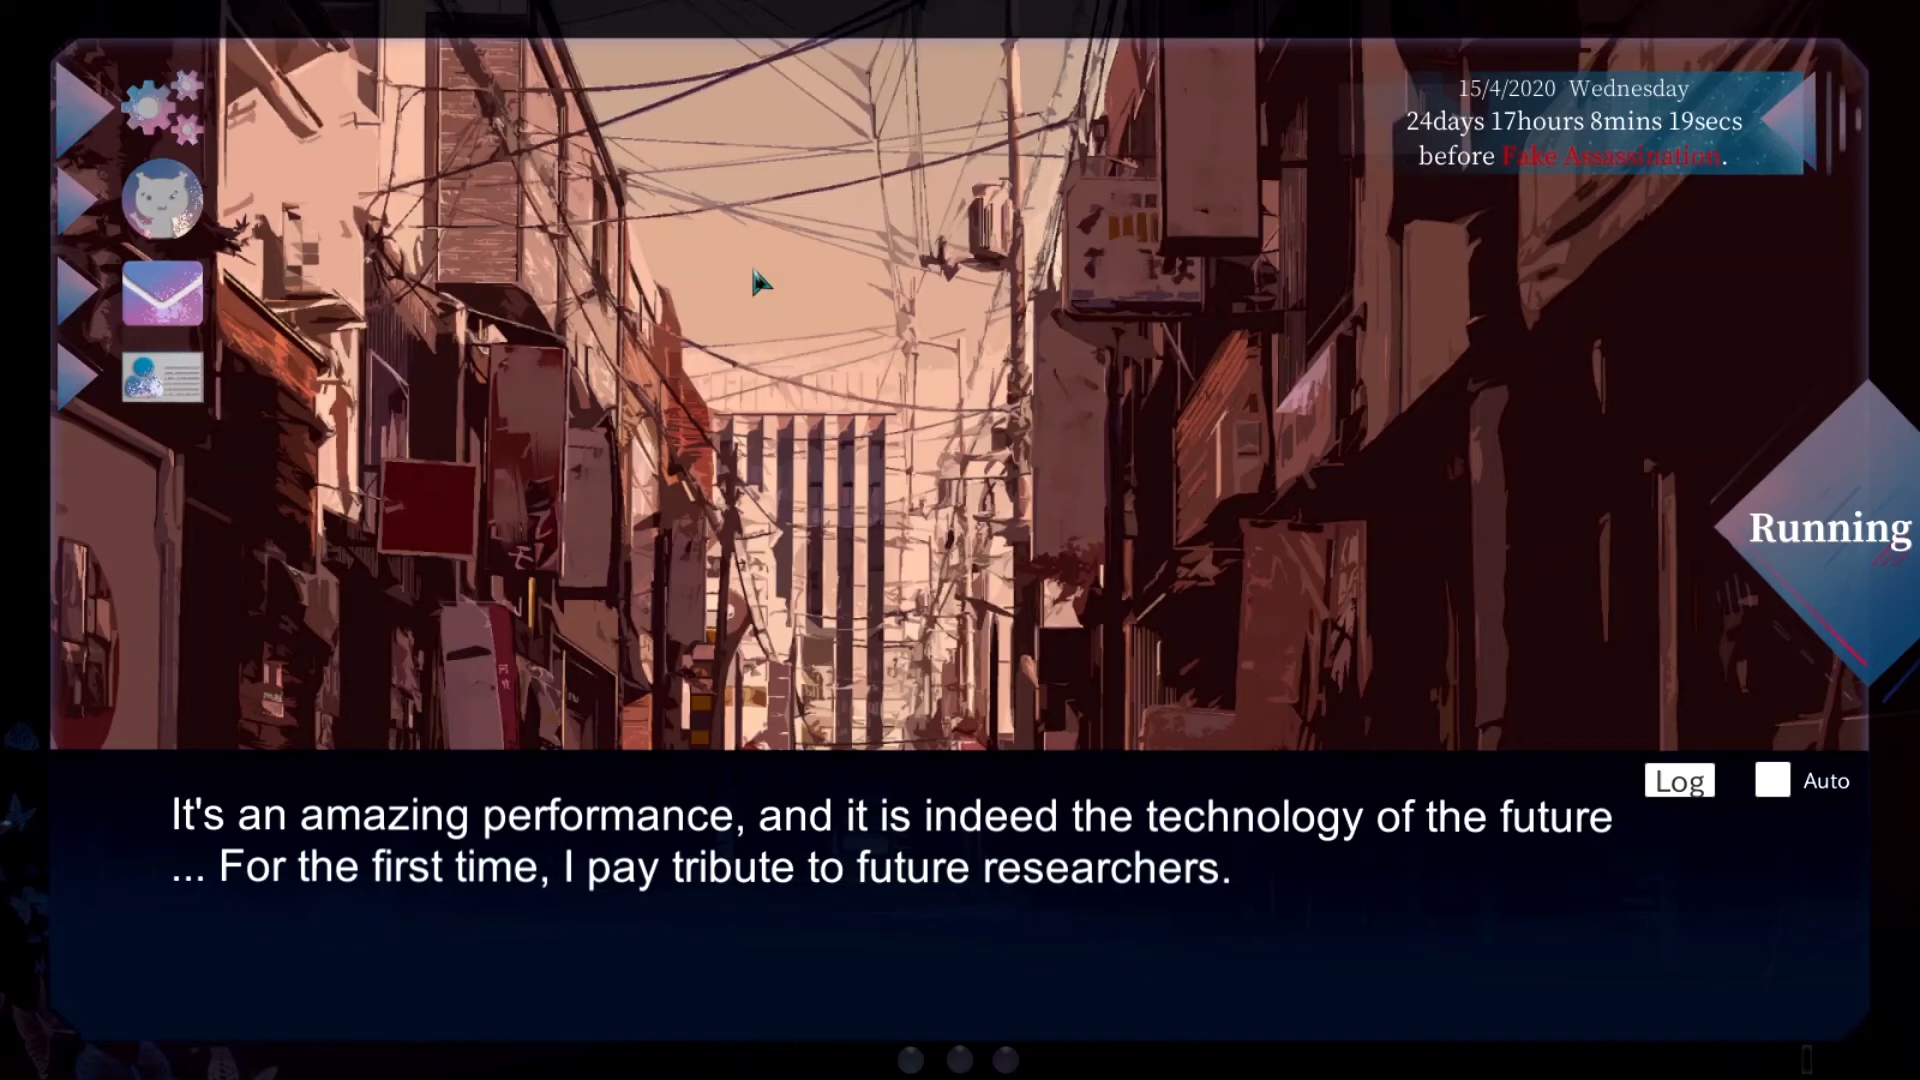 15/4/2020 Wednesday
24days 17hours 8mins 19secs
before Fake Assassination.
Running
Log
Auto
It's an amazing performance, and it is indeed the technology of the future
... For the first time, I pay tribute to future researchers.